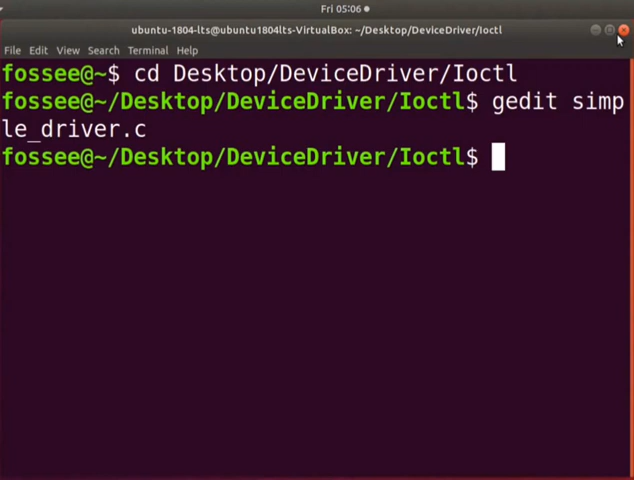 Fri 05:06
ubuntu-1804-lts@ubuntu1804lts-VirtualBox: ~/Desktop/DeviceDriver/Ioctl
File Edit View Search Terminal Help
fossee@~$ cd Desktop/DeviceDriver/Ioctl
fossee@~/Desktop/DeviceDriver/Ioctl$ gedit simp
le_driver.c
fossee@~/Desktop/DeviceDriver/Ioctl$